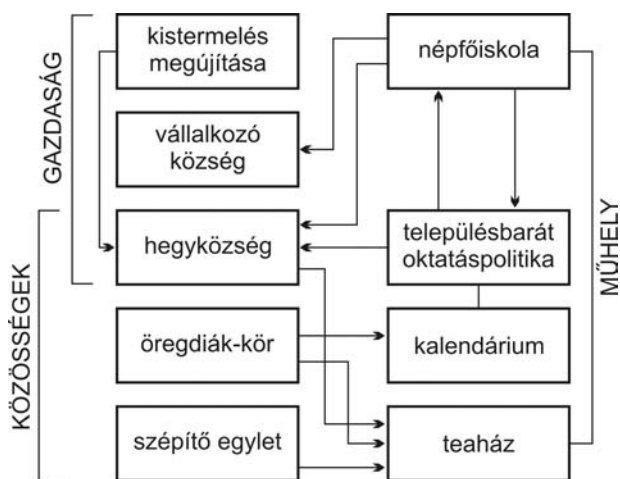 GAZDASÁG
KÖZÖSSÉGEK
kistermelés
megújítása
vállalkozó
község
hegyközség
öregdiák-kör
szépítő egylet
népfőiskola
településbarát
oktatáspolitika
kalendárium
teaház
MŰHELY